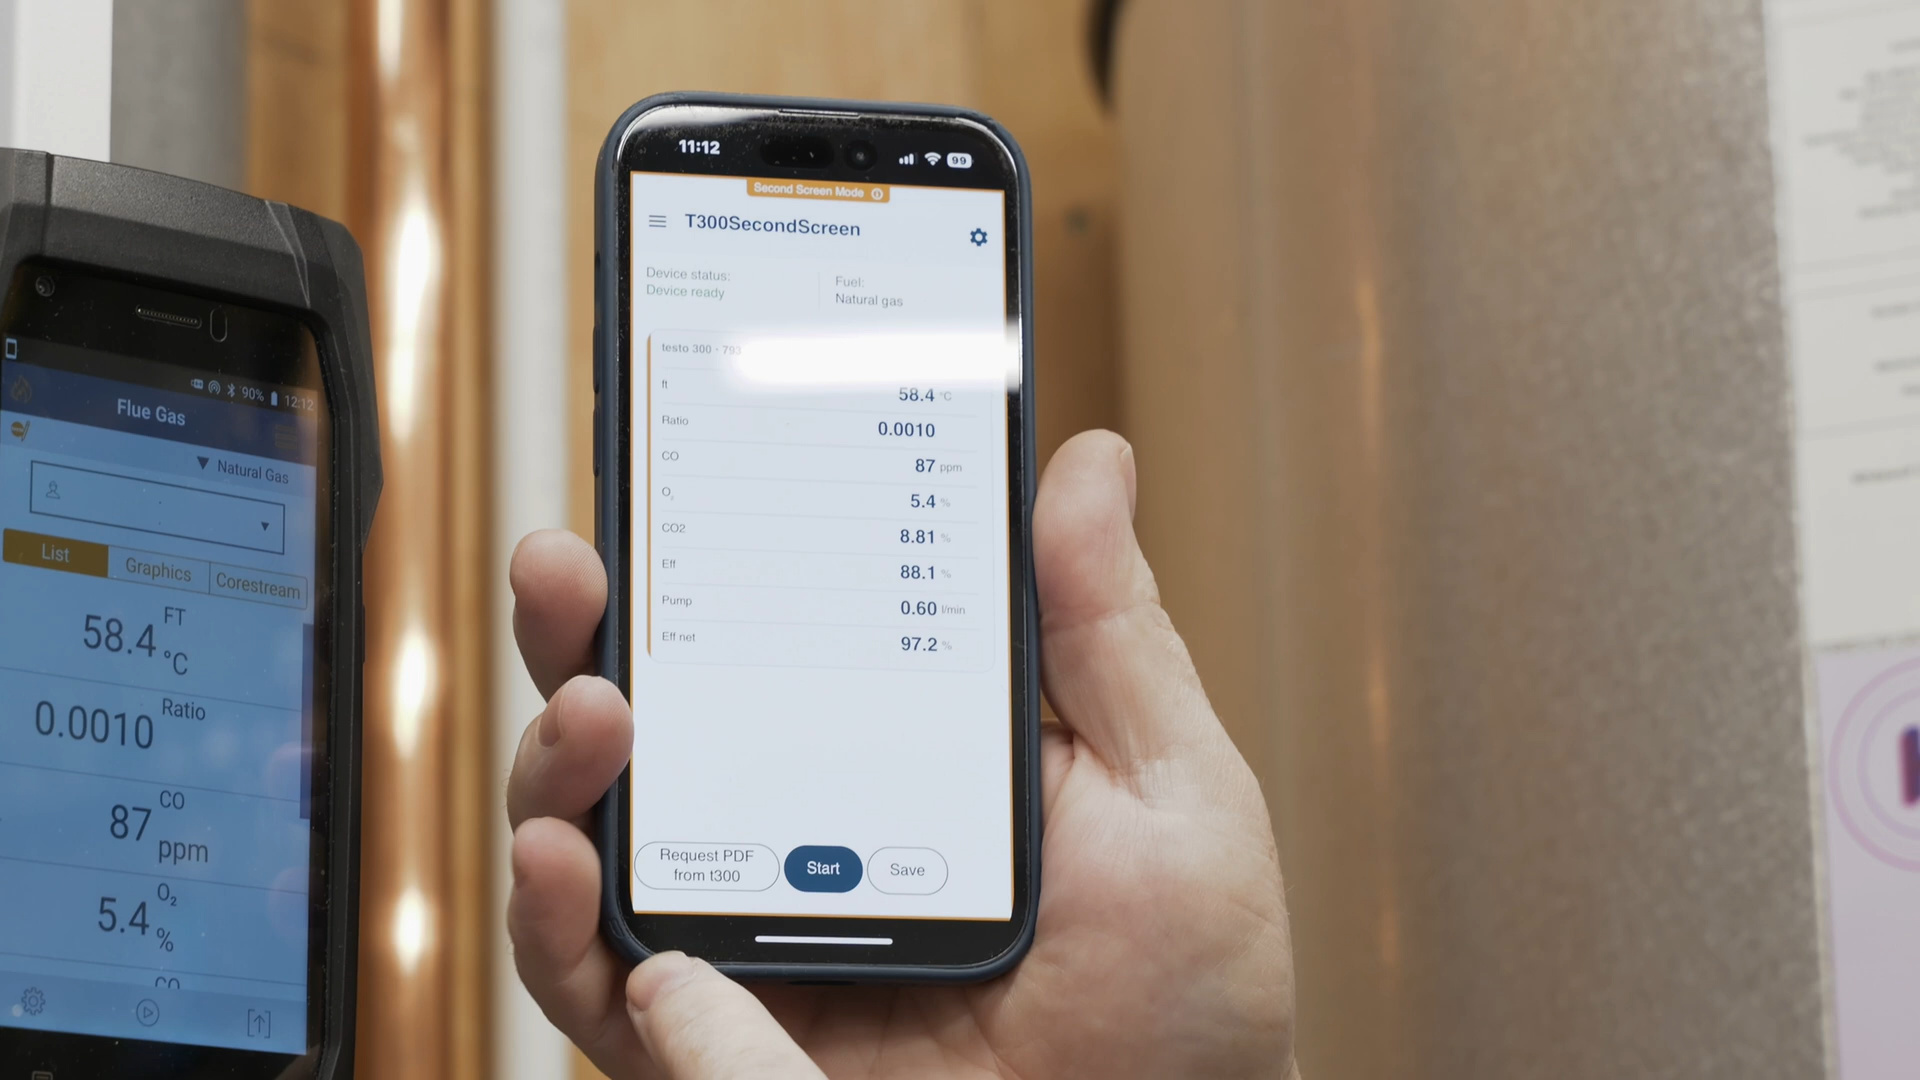 90% 12:12
Flue Gas
Natural Gas
List Graphics Corestream
58.4 FT °C
0.0010 Ratio
87 CO ppm
5.4 O₂ %
CO
11:12 99
Second Screen Mode
T300SecondScreen
Device status:
Device ready
Fuel:
Natural gas
testo 300 - 793
ft 58.4 °C
Ratio 0.0010
CO 87 ppm
O₂ 5.4 %
CO2 8.81 %
Eff 88.1 %
Pump 0.60 l/min
Eff net 97.2 %
Request PDF
from t300
Start
Save